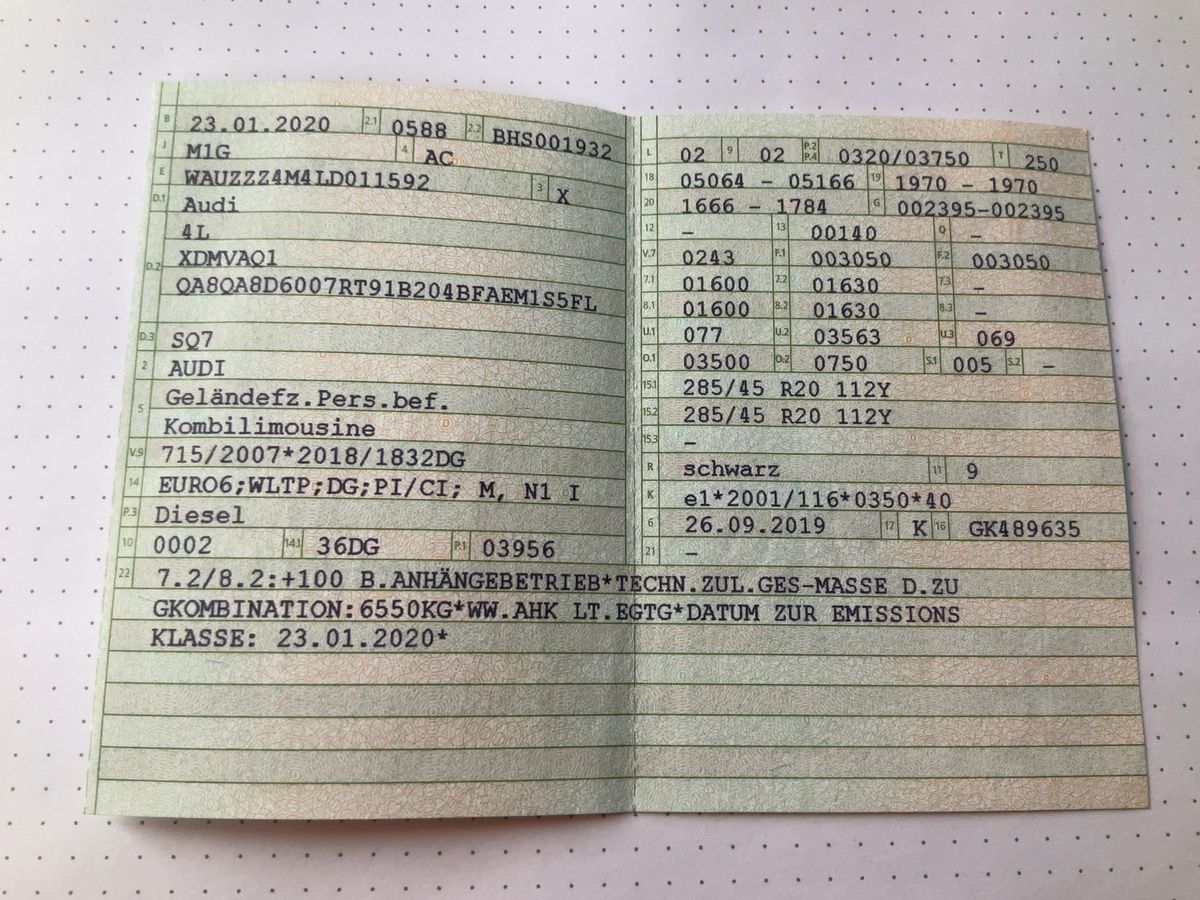 B 23.01.2020 2.1 0588 2.2 BHS001932
J M1G 4 AC
E WAUZZZ4M4LD011592 3 X
D.1 Audi
4L
D.2 XDMVAQ1
QA8QA8D6007RT91B204BFAEM1S5FL
D.3 SQ7
2 AUDI
5 Geländefz.Pers.bef.
Kombilimousine
V.9 715/2007*2018/1832DG
14 EURO6;WLTP;DG;PI/CI; M, N1 I
P.3 Diesel
10 0002 14.1 36DG P.1 03956
L 02 9 02 P.2 P.4 0320/03750 T 250
18 05064 - 05166 19 1970 - 1970
20 1666 - 1784 G 002395-002395
12 - 13 00140 Q -
V.7 0243 F.1 003050 F.2 003050
7.1 01600 7.2 01630 7.3 -
8.1 01600 8.2 01630 8.3 -
U.1 077 U.2 03563 U.3 069
O.1 03500 O.2 0750 S.1 005 S.2 -
15.1 285/45 R20 112Y
15.2 285/45 R20 112Y
15.3 -
R schwarz 11 9
K e1*2001/116*0350*40
6 26.09.2019 17 K 16 GK489635
21 -
22 7.2/8.2:+100 B.ANHÄNGEBETRIEB*TECHN.ZUL.GES-MASSE D.ZU
GKOMBINATION:6550KG*WW.AHK LT.EGTG*DATUM ZUR EMISSIONS
KLASSE: 23.01.2020*